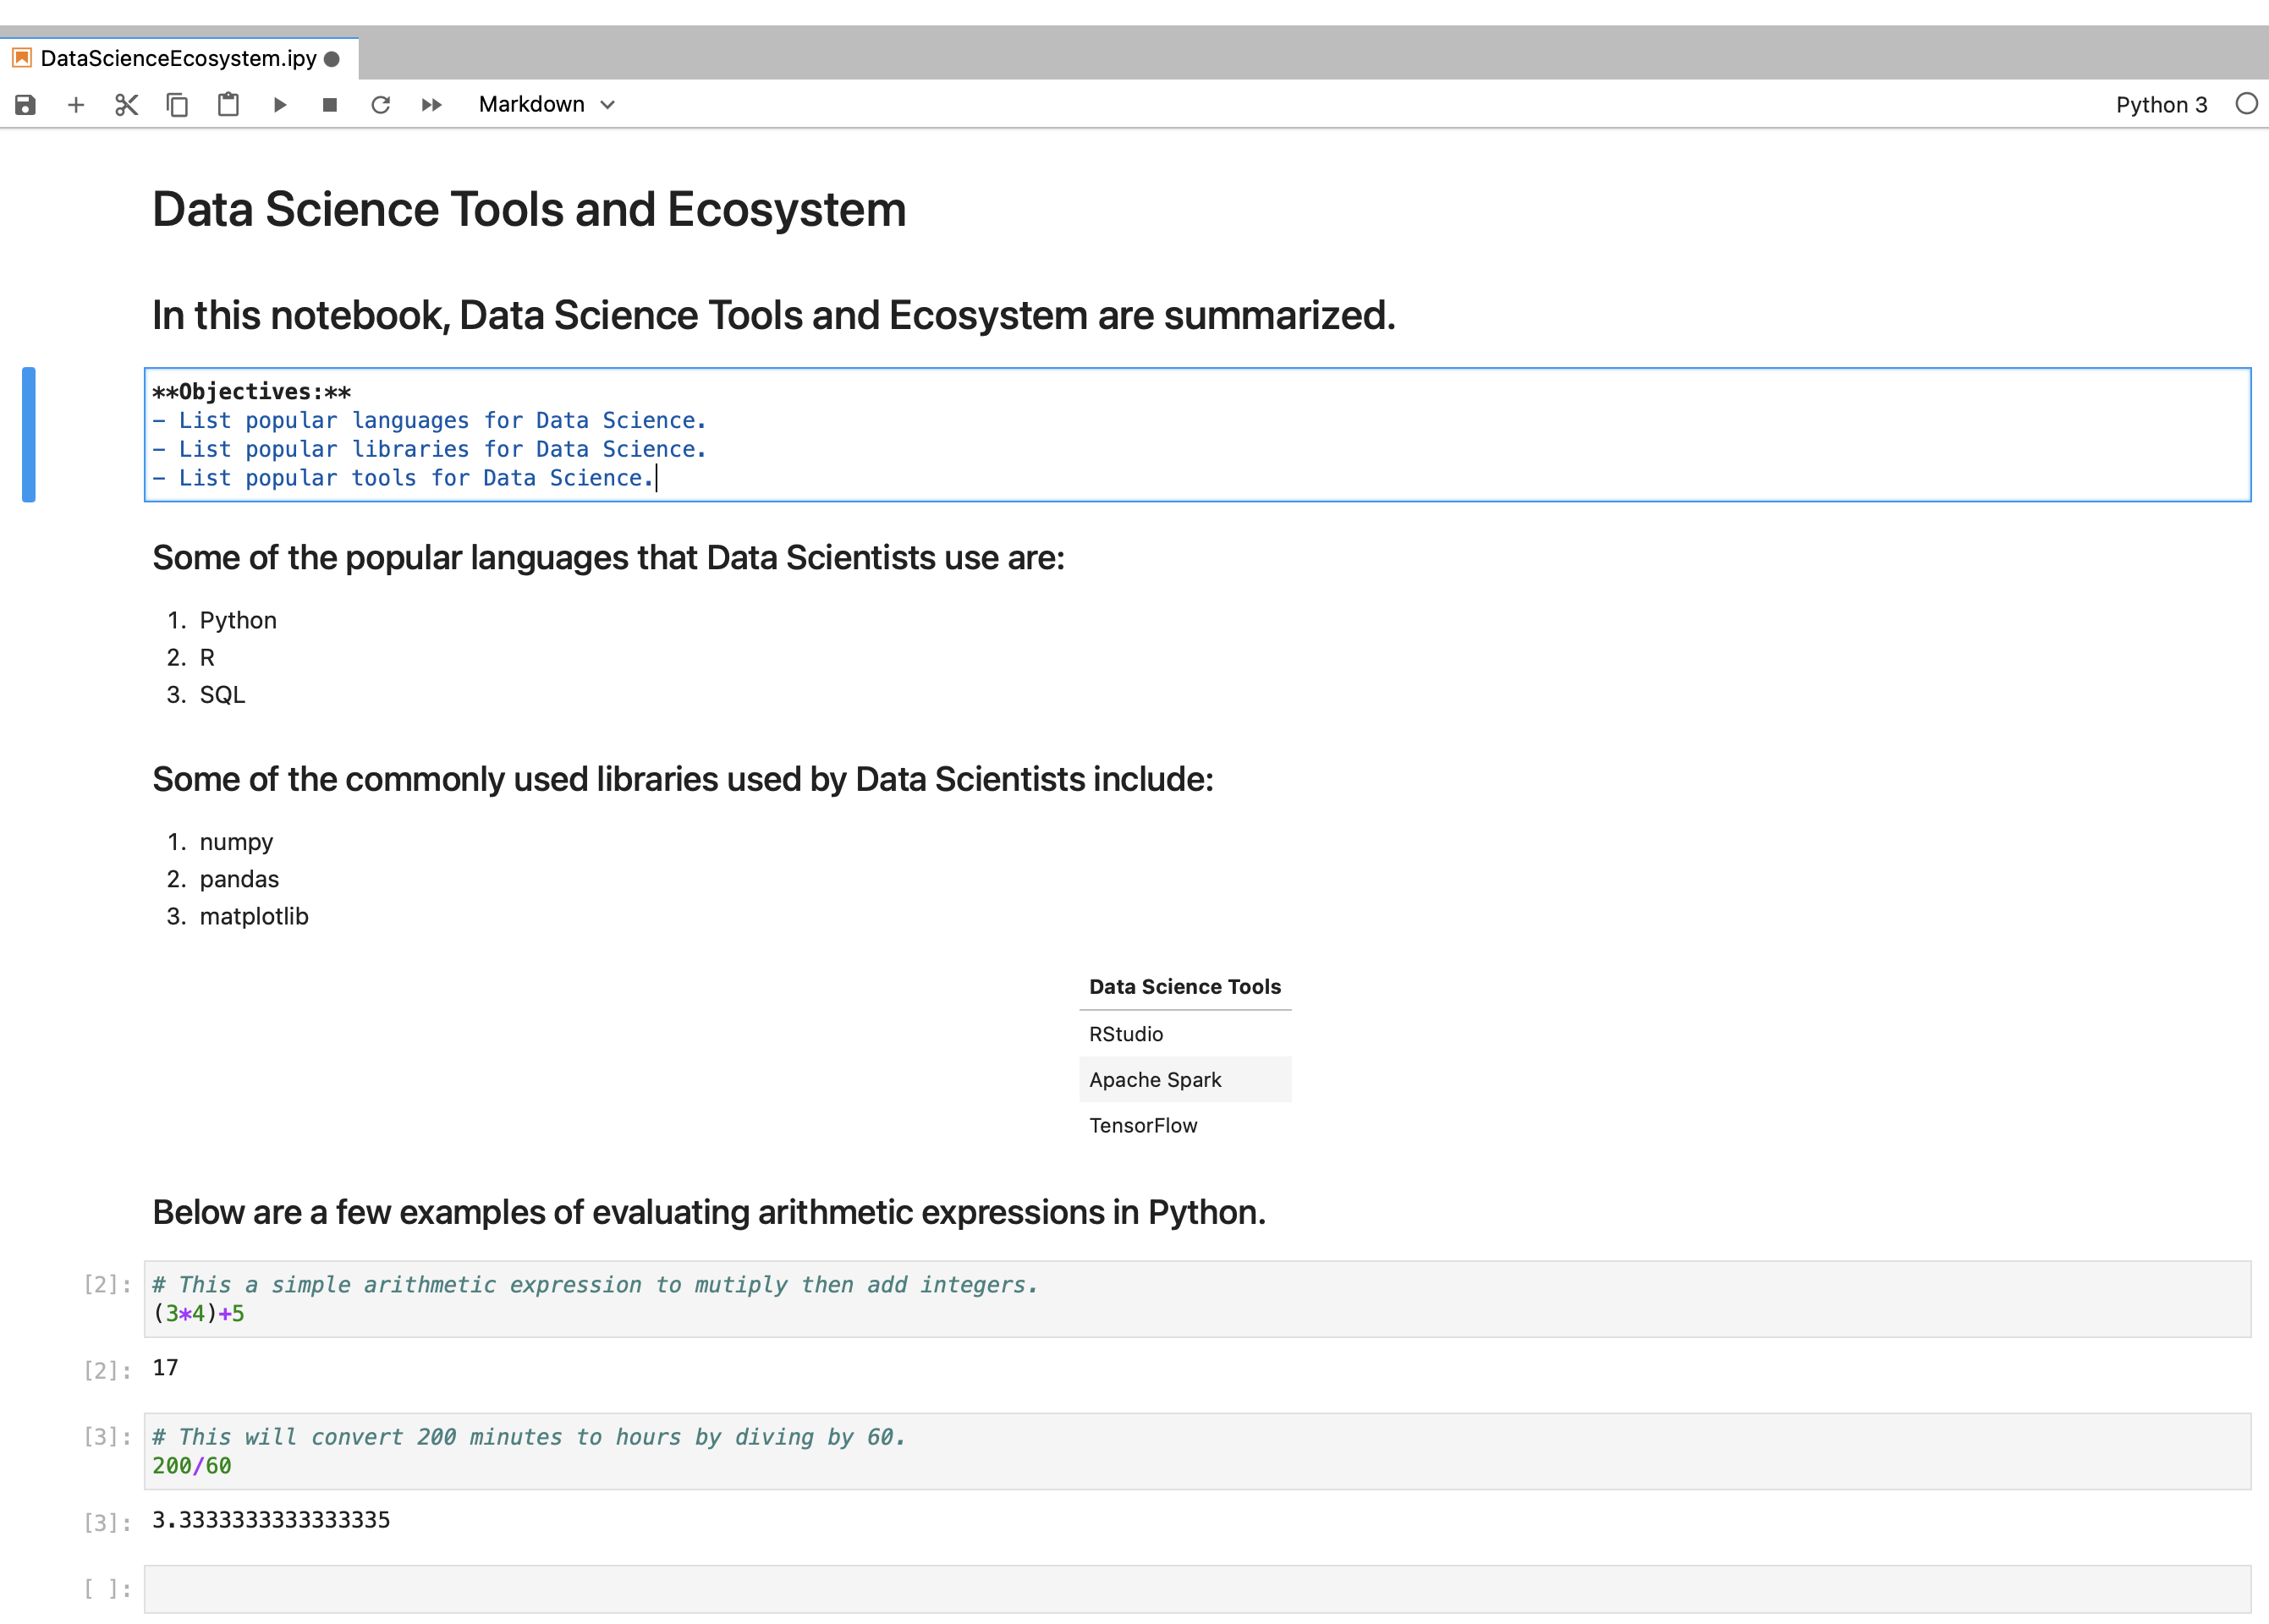 DataScienceEcosystem.ipy
Markdown
Python 3
Data Science Tools and Ecosystem
In this notebook, Data Science Tools and Ecosystem are summarized.
**Objectives:**
- List popular languages for Data Science.
- List popular libraries for Data Science.
- List popular tools for Data Science.
Some of the popular languages that Data Scientists use are:
1. Python
2. R
3. SQL
Some of the commonly used libraries used by Data Scientists include:
1. numpy
2. pandas
3. matplotlib
Data Science Tools
RStudio
Apache Spark
TensorFlow
Below are a few examples of evaluating arithmetic expressions in Python.
[2]: # This a simple arithmetic expression to mutiply then add integers.
(3*4)+5
[2]: 17
[3]: # This will convert 200 minutes to hours by diving by 60.
200/60
[3]: 3.3333333333333335
[ ]: